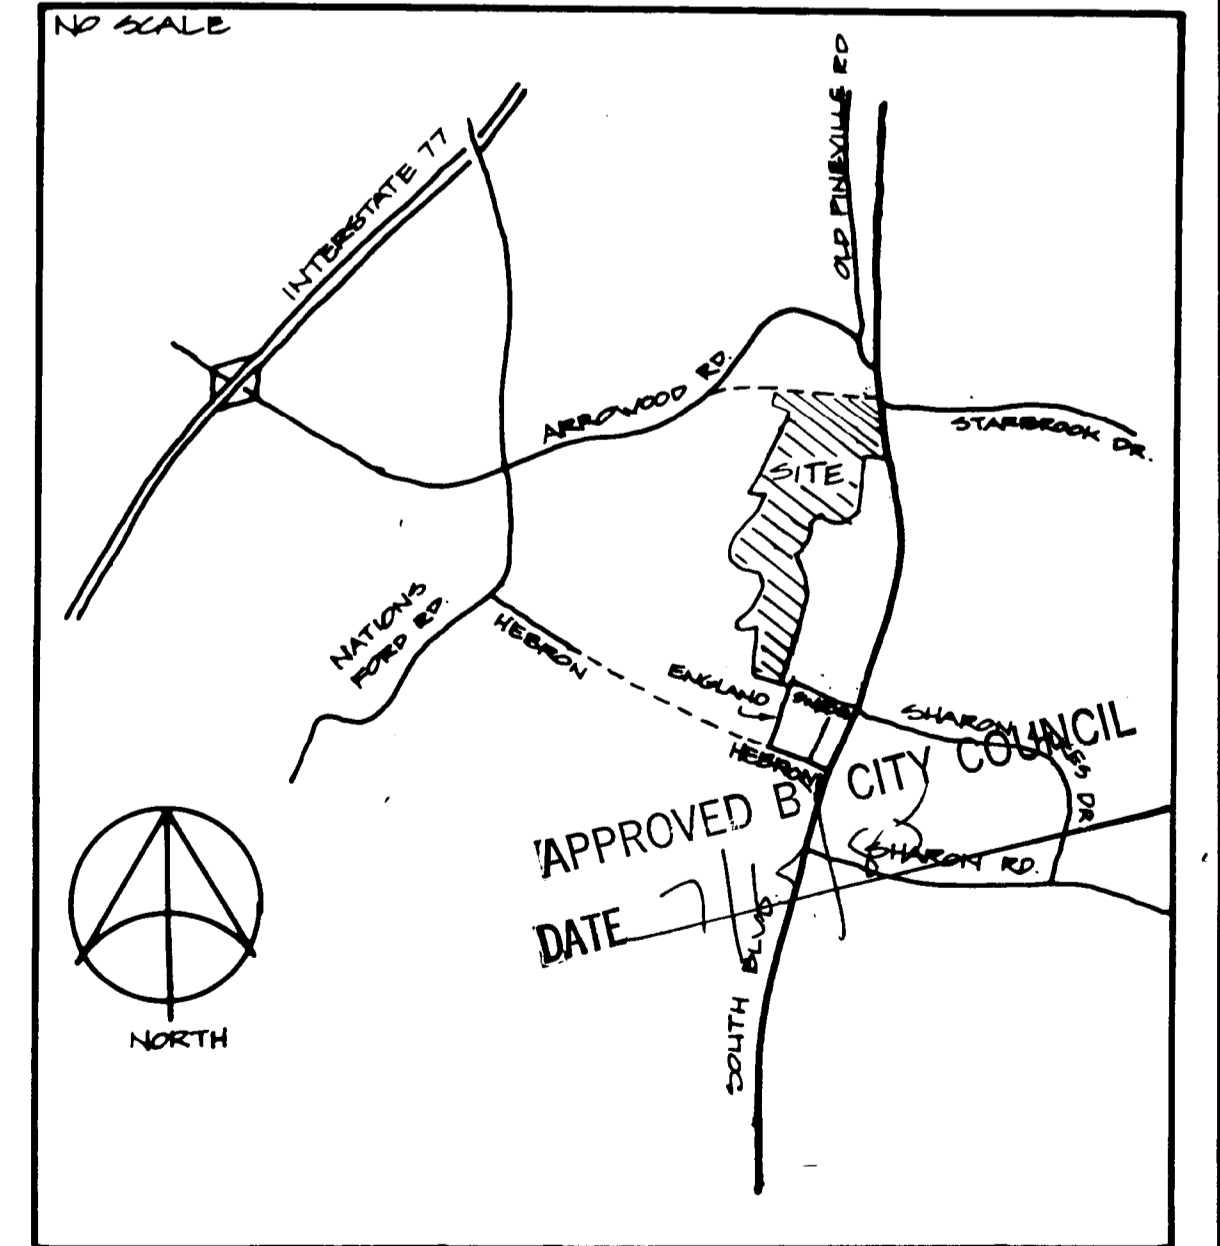 NO SCALE
OLD PINEVILLE RD
INTERSTATE 77
ARROWOOD RD.
STARBROOK DR.
SITE
NATIONS
FORD RD.
HEBRON
ENGLAND
SHARON
DR
HEBRON
APPROVED BY CITY COUNCIL
SHARON RD.
DATE
SOUTH BLVD
NORTH